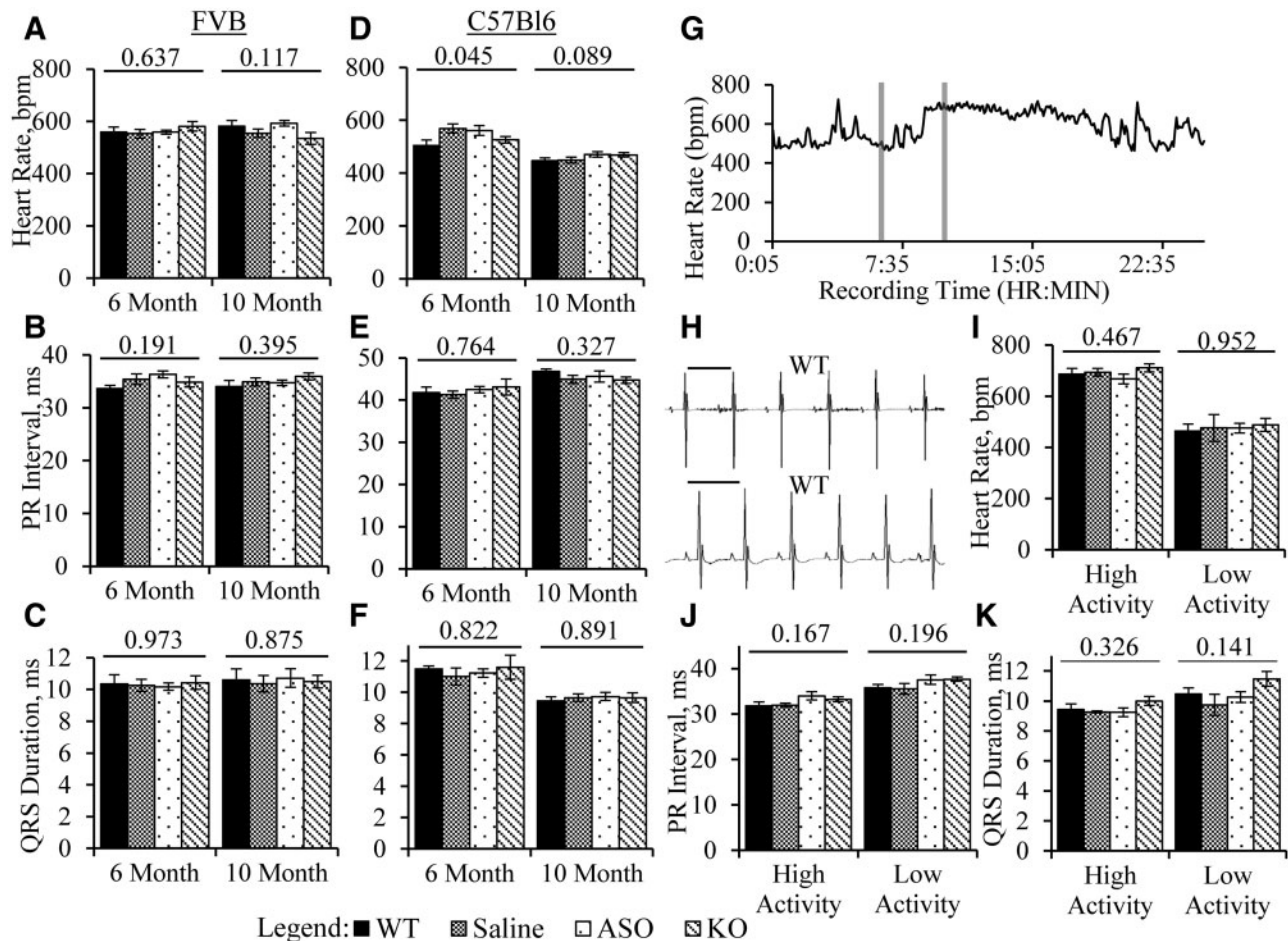 A
FVB
0.637
0.117
800
600
400
200
0
Heart Rate, bpm
6 Month
10 Month
B
0.191
0.395
40
30
20
10
0
PR Interval, ms
6 Month
10 Month
C
0.973
0.875
12
10
8
6
4
2
0
QRS Duration, ms
6 Month
10 Month
D
C57Bl6
0.045
0.089
800
600
400
200
0
6 Month
10 Month
E
0.764
0.327
50
40
30
20
10
0
6 Month
10 Month
F
0.822
0.891
12
10
8
6
4
2
0
6 Month
10 Month
G
800
600
400
200
0
Heart Rate (bpm)
0:05
7:35
15:05
22:35
Recording Time (HR:MIN)
H
WT
WT
I
0.467
0.952
800
600
400
200
0
Heart Rate, bpm
High
Activity
Low
Activity
J
0.167
0.196
40
30
20
10
0
PR Interval, ms
High
Activity
Low
Activity
K
0.326
0.141
12
10
8
6
4
2
0
QRS Duration, ms
High
Activity
Low
Activity
Legend: WT Saline ASO KO